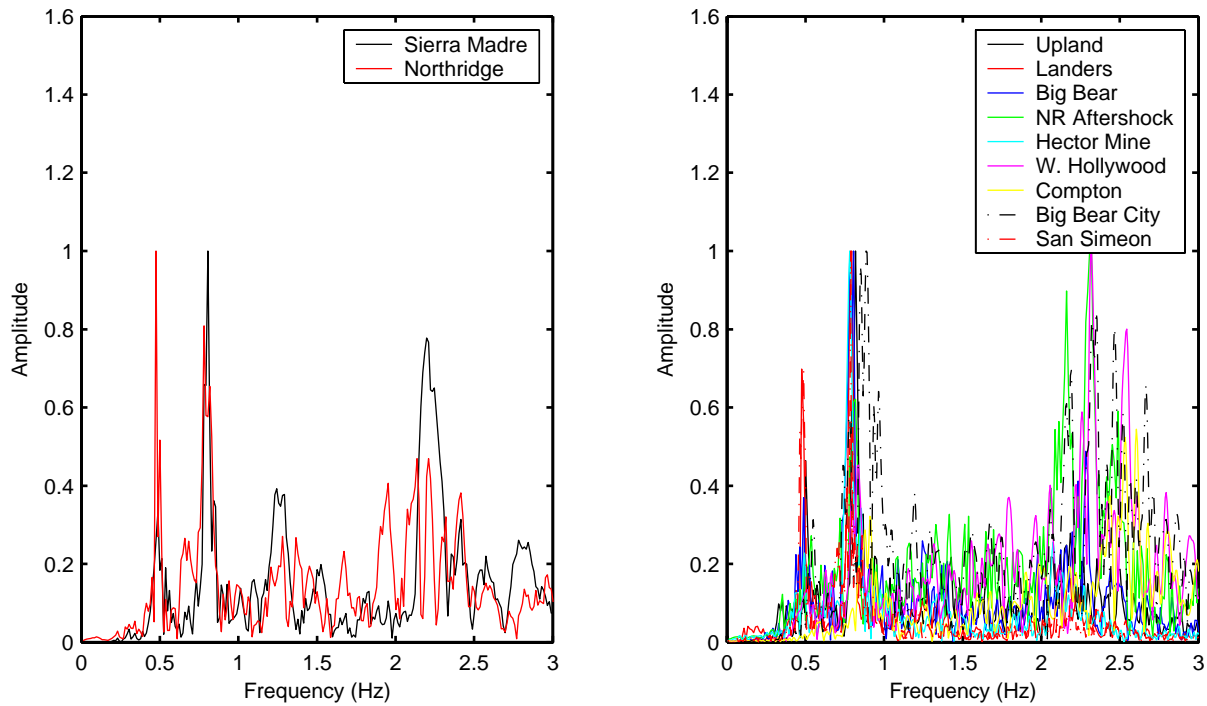 1.6
1.4
1.2
1
0.8
0.6
0.4
0.2
0
Amplitude
0
0.5
1
1.5
2
2.5
3
Frequency (Hz)
Sierra Madre
Northridge
1.6
1.4
1.2
1
0.8
0.6
0.4
0.2
0
Amplitude
0
0.5
1
1.5
2
2.5
3
Frequency (Hz)
Upland
Landers
Big Bear
NR Aftershock
Hector Mine
W. Hollywood
Compton
Big Bear City
San Simeon